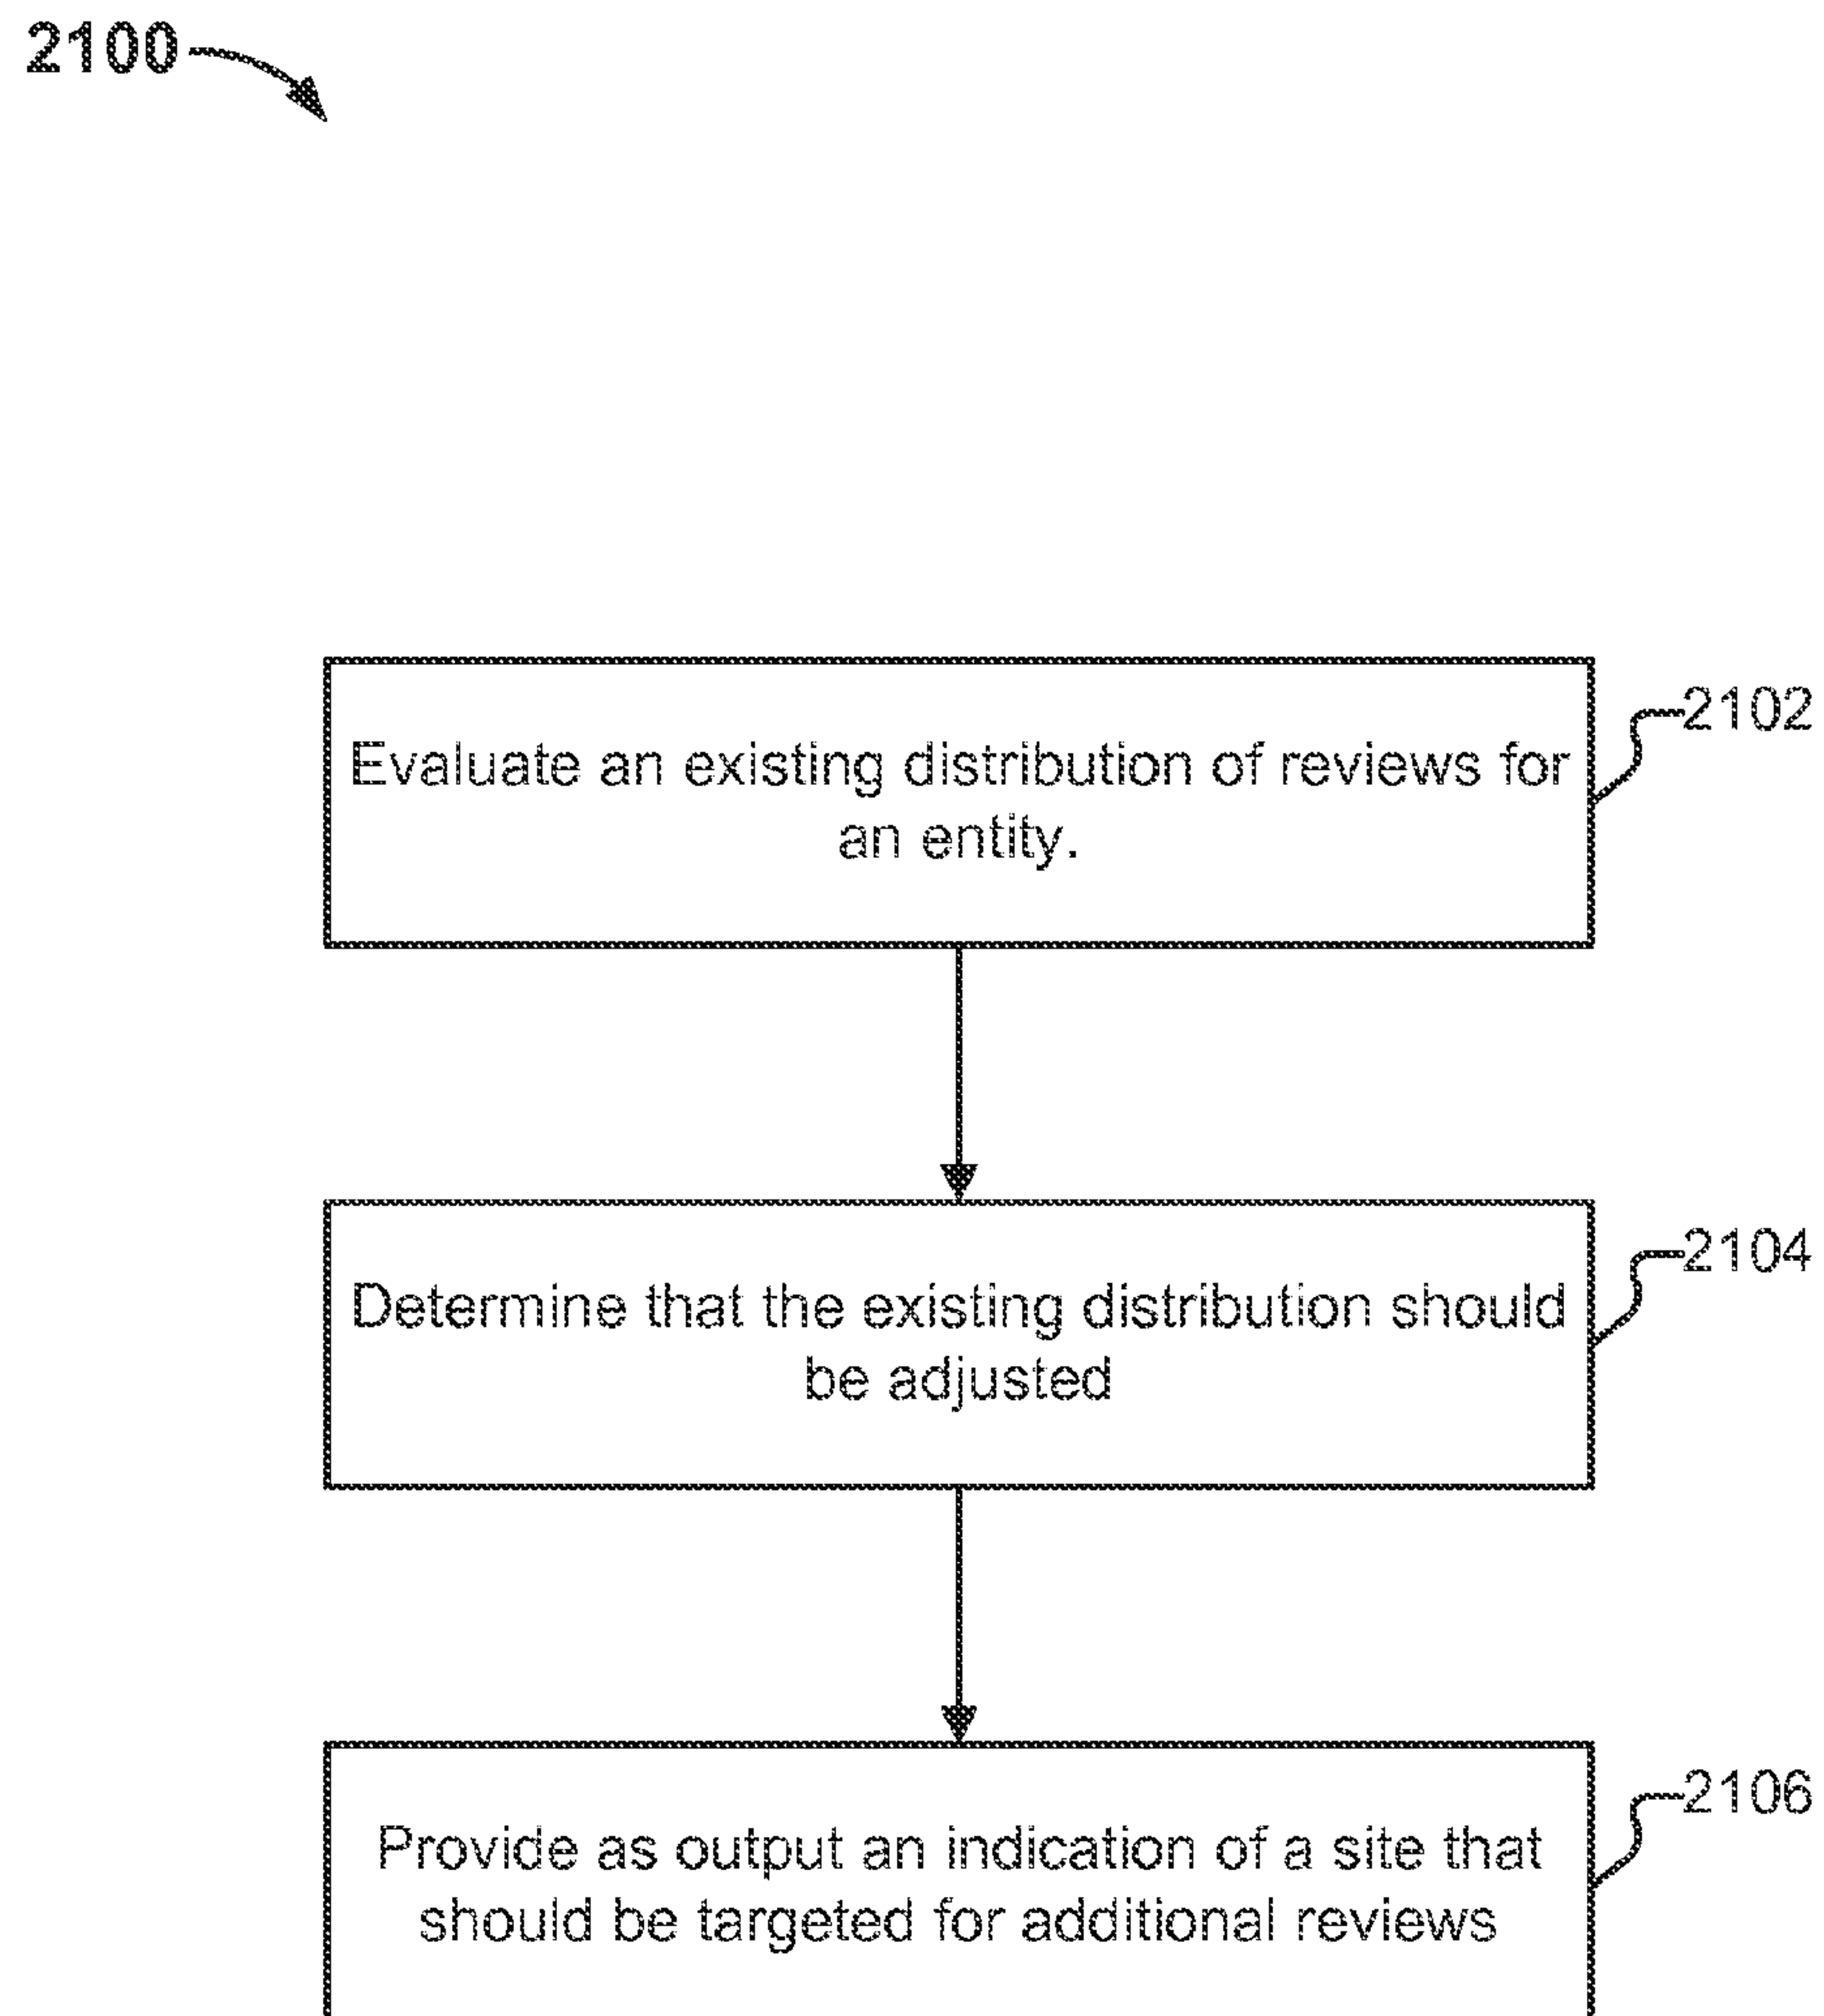 2100
Evaluate an existing distribution of reviews for
an entity.
2102
Determine that the existing distribution should
be adjusted
2104
Provide as output an indication of a site that
should be targeted for additional reviews
2106